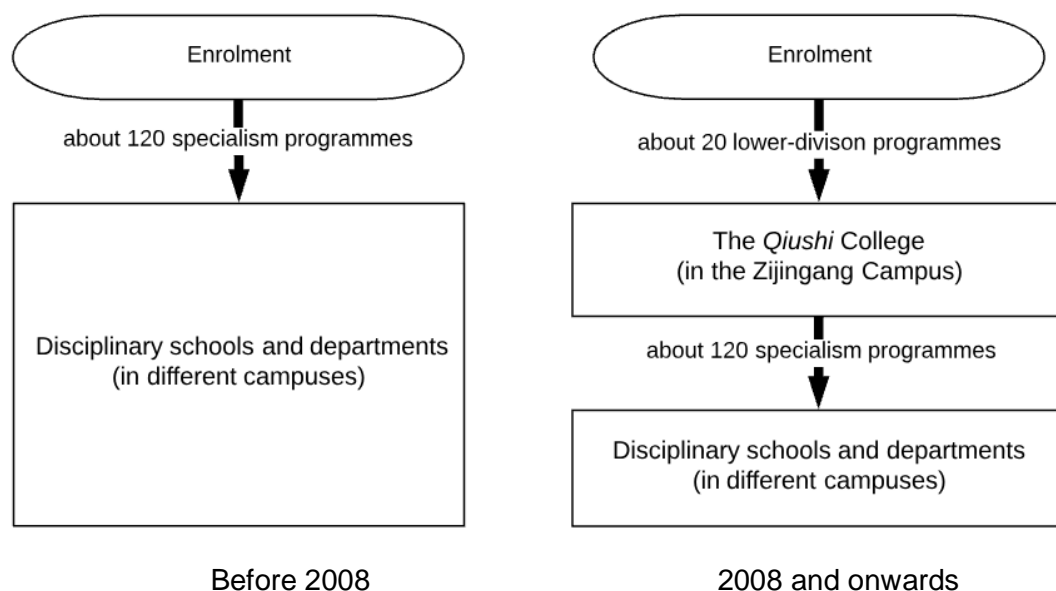 Enrolment
about 120 specialism programmes
Disciplinary schools and departments
(in different campuses)
Before 2008
Enrolment
about 20 lower-divison programmes
The Qiushi College
(in the Zijingang Campus)
about 120 specialism programmes
Disciplinary schools and departments
(in different campuses)
2008 and onwards